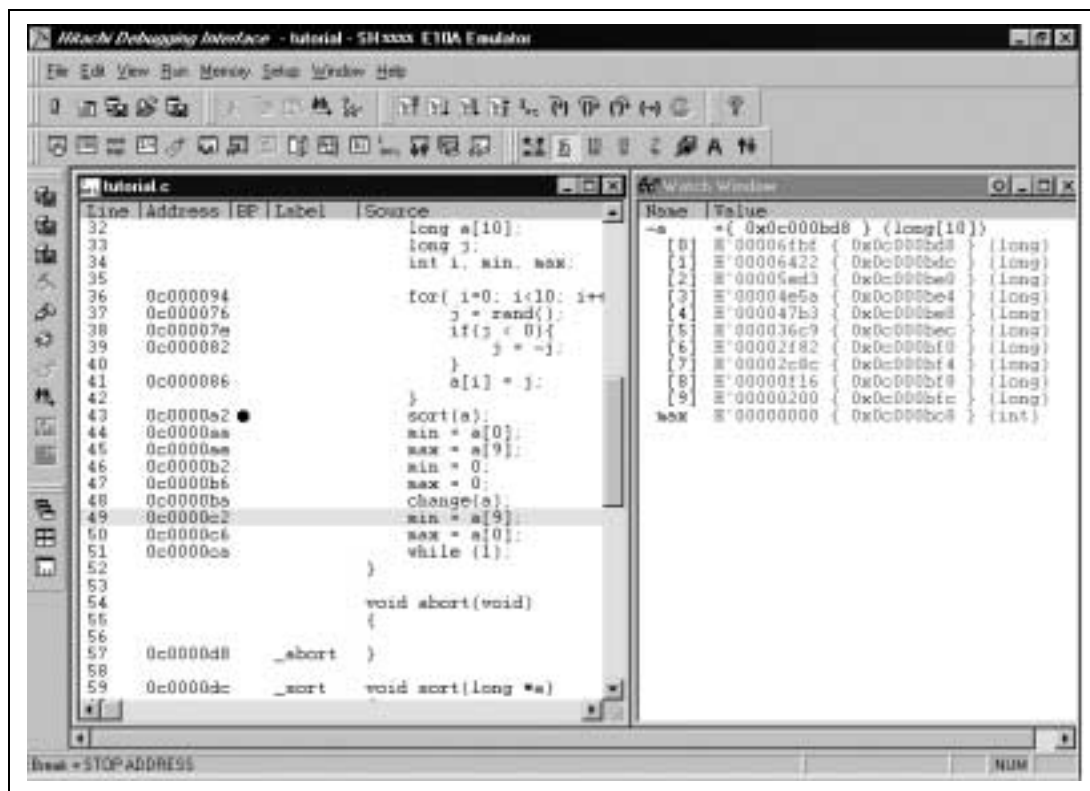 Hitachi Debugging Interface - tutorial - SHxxxx E10A Emulator
File Edit View Run Memory Setup Window Help
tutorial.c
Line Address BP Label Source
32 long a[10];
33 long j;
34 int i, min, max;
35
36 0c000094 for( i=0; i<10; i++
37 0c000076 j = rand();
38 0c00007e if(j < 0){
39 0c000082 j = -j;
40 }
41 0c000086 a[i] = j;
42 }
43 0c0000a2 ● sort(a);
44 0c0000aa min = a[0];
45 0c0000ae max = a[9];
46 0c0000b2 min = 0;
47 0c0000b6 max = 0;
48 0c0000ba change(a);
49 0c0000c2 min = a[9];
50 0c0000c6 max = a[0];
51 0c0000ca while (1);
52 }
53
54 void abort(void)
55 {
56
57 0c0000d8 _abort }
58
59 0c0000dc _sort void sort(long *a)
Watch Window
Name Value
-a ={ 0x0c000bd8 } (long[10])
[0] H'00006fbf { 0x0c000bd8 } (long)
[1] H'00006422 { 0x0c000bdc } (long)
[2] H'00005ed3 { 0x0c000be0 } (long)
[3] H'00004e5a { 0x0c000be4 } (long)
[4] H'000047b3 { 0x0c000be8 } (long)
[5] H'000036c9 { 0x0c000bec } (long)
[6] H'00002f82 { 0x0c000bf0 } (long)
[7] H'00002c8c { 0x0c000bf4 } (long)
[8] H'00000f16 { 0x0c000bf8 } (long)
[9] H'00000200 { 0x0c000bfc } (long)
max H'00000000 { 0x0c000bc8 } (int)
Break = STOP ADDRESS
NUM